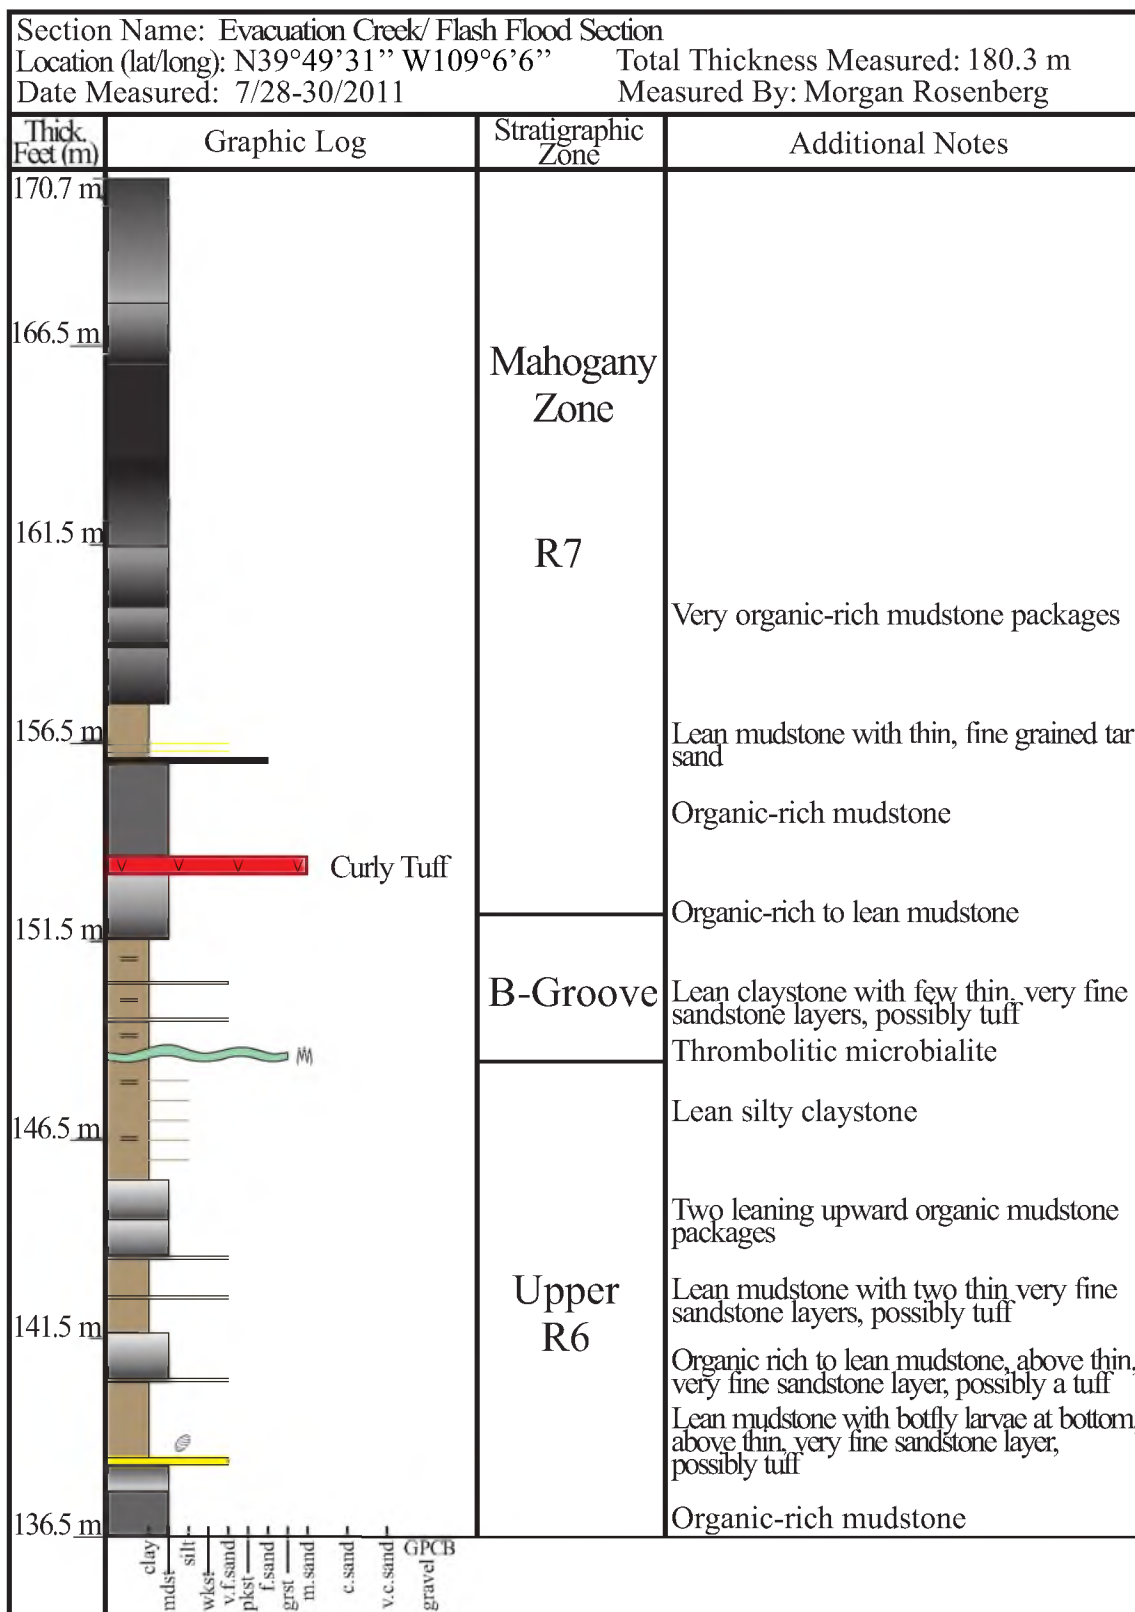 Section Name: Evacuation Creek/ Flash Flood Section
Location (lat/long): N39°49’31” W109°6’6”
Total Thickness Measured: 180.3 m
Date Measured: 7/28-30/2011
Measured By: Morgan Rosenberg
Thick.
Feet (m)
Graphic Log
Stratigraphic
Zone
Additional Notes
170.7 m
166.5 m
Mahogany
Zone
161.5 m
R7
Very organic-rich mudstone packages
156.5 m
Lean mudstone with thin, fine grained tar
sand
Organic-rich mudstone
Curly Tuff
Organic-rich to lean mudstone
151.5 m
B-Groove
Lean claystone with few thin, very fine
sandstone layers, possibly tuff
Thrombolitic microbialite
Lean silty claystone
146.5 m
Two leaning upward organic mudstone
packages
Upper
R6
Lean mudstone with two thin very fine
sandstone layers, possibly tuff
141.5 m
Organic rich to lean mudstone, above thin,
very fine sandstone layer, possibly a tuff
Lean mudstone with botfly larvae at bottom,
above thin, very fine sandstone layer,
possibly tuff
Organic-rich mudstone
136.5 m
clay
mdst
silt
wkst
v.f.sand
pkst
f.sand
grst
m.sand
c.sand
v.c.sand
GPCB
gravel